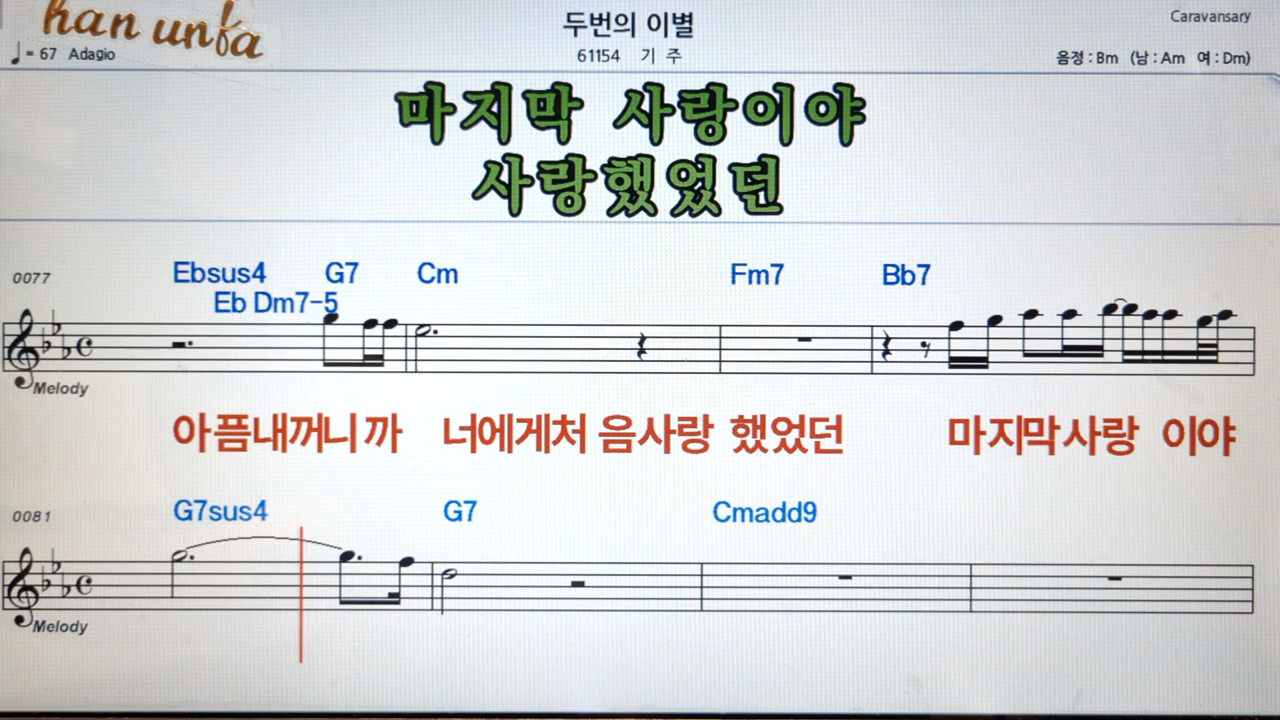 han unfa
두번의 이별
Caravansary
♩= 67 Adagio
61154 기 주
음정 : Bm (남 : Am 여 : Dm)
마지막 사랑이야
사랑했었던
0077
Ebsus4 G7 Cm Fm7 Bb7
Eb Dm7-5
Melody
아픔내꺼니까 너에게처 음사랑 했었던 마지막사랑 이야
0081
G7sus4 G7 Cmadd9
Melody